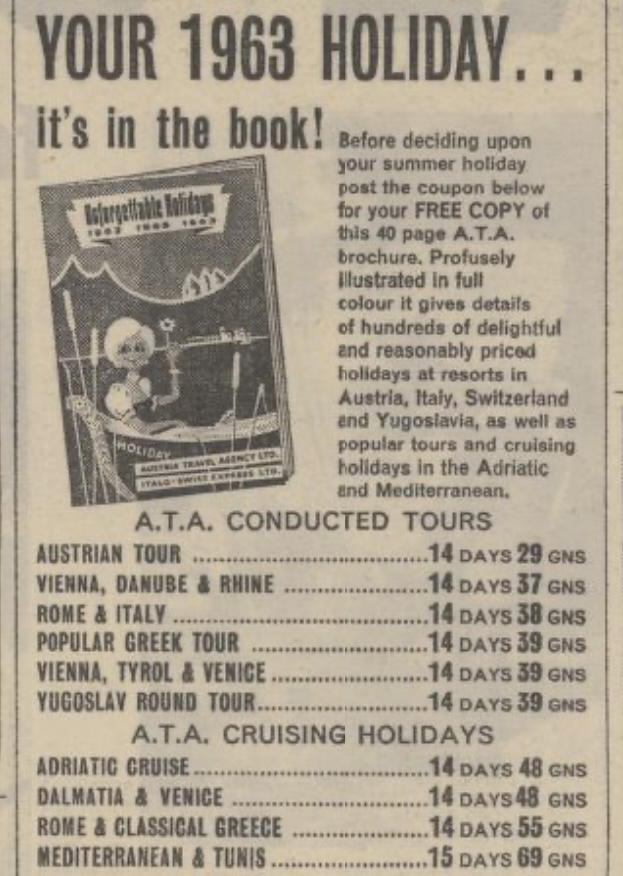 YOUR 1963 HOLIDAY...
it's in the book!
Before deciding upon
your summer holiday
post the coupon below
for your FREE COPY of
this 40 page A.T.A.
brochure. Profusely
illustrated in full
colour it gives details
of hundreds of delightful
and reasonably priced
holidays at resorts in
Austria, Italy, Switzerland
and Yugoslavia, as well as
popular tours and cruising
holidays in the Adriatic
and Mediterranean.
Unforgettable Holidays
1963 1963 1963
HOLIDAY
AUSTRIA TRAVEL AGENCY LTD.
ITALO-SWISS EXPRESS LTD.
A.T.A. CONDUCTED TOURS
AUSTRIAN TOUR ..............................14 DAYS 29 GNS
VIENNA, DANUBE & RHINE ..................14 DAYS 37 GNS
ROME & ITALY ................................14 DAYS 38 GNS
POPULAR GREEK TOUR ......................14 DAYS 39 GNS
VIENNA, TYROL & VENICE ....................14 DAYS 39 GNS
YUGOSLAV ROUND TOUR......................14 DAYS 39 GNS
A.T.A. CRUISING HOLIDAYS
ADRIATIC CRUISE..............................14 DAYS 48 GNS
DALMATIA & VENICE .........................14 DAYS 48 GNS
ROME & CLASSICAL GREECE .................14 DAYS 55 GNS
MEDITERRANEAN & TUNIS....................15 DAYS 69 GNS